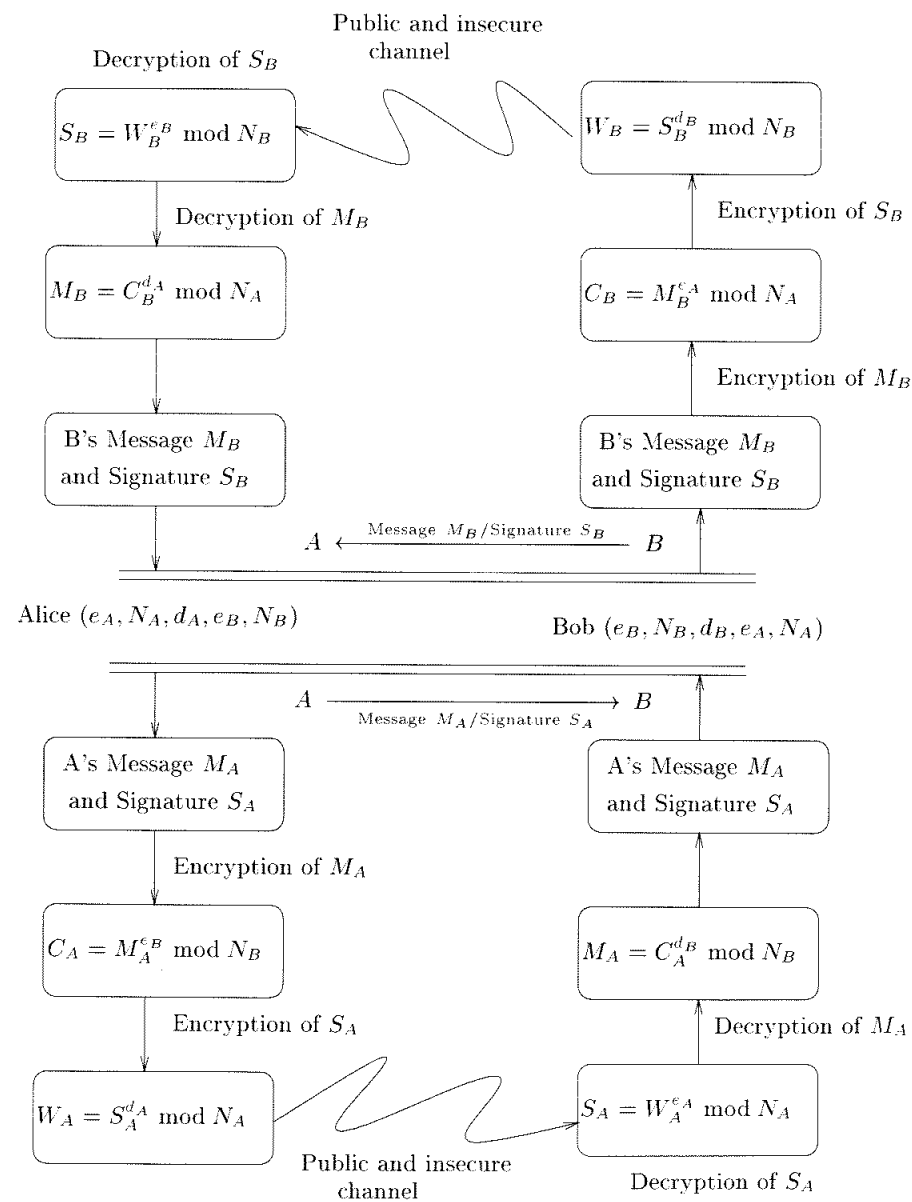 Public and insecure
channel
Decryption of S_B
S_B = W_B^{e_B} mod N_B
W_B = S_B^{d_B} mod N_B
Decryption of M_B
Encryption of S_B
M_B = C_B^{d_A} mod N_A
C_B = M_B^{e_A} mod N_A
Encryption of M_B
B's Message M_B
and Signature S_B
B's Message M_B
and Signature S_B
A Message M_B/Signature S_B B
Alice (e_A, N_A, d_A, e_B, N_B)
Bob (e_B, N_B, d_B, e_A, N_A)
A B
Message M_A/Signature S_A
A's Message M_A
and Signature S_A
A's Message M_A
and Signature S_A
Encryption of M_A
C_A = M_A^{e_B} mod N_B
M_A = C_A^{d_B} mod N_B
Encryption of S_A
Decryption of M_A
W_A = S_A^{d_A} mod N_A
S_A = W_A^{e_A} mod N_A
Public and insecure
channel
Decryption of S_A